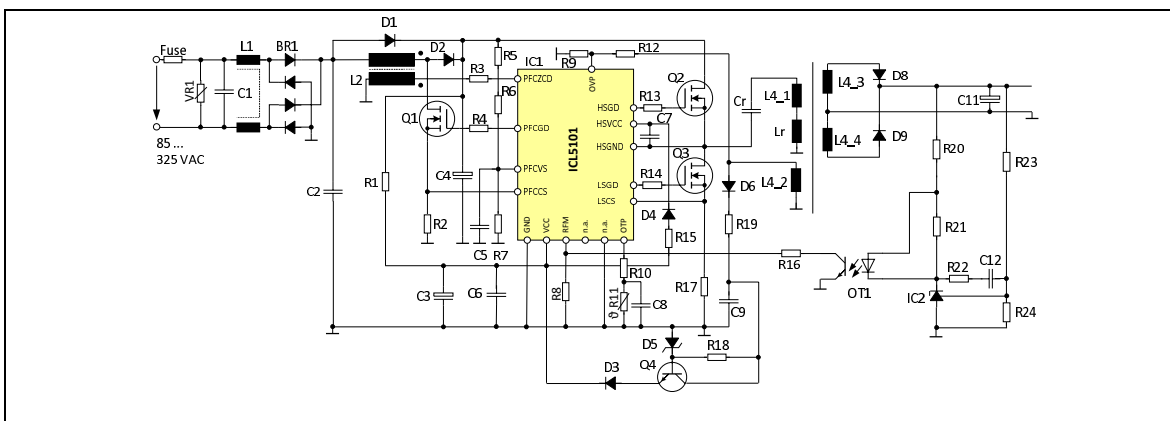 Fuse
VR1
C1
L1
BR1
85 ...
325 VAC
C2
D1
L2
D2
Q1
R1
R2
R3
R4
C4
C5
R7
R5
R6
IC1
R9
R12
OVP
PFCZCD
PFCGD
PFCVS
PFCCS
ICL5101
HSGD
HSVCC
HSGND
LSGD
LSCS
GND
VCC
RFM
n.a.
n.a.
OTP
R13
C7
R14
Q2
Q3
D4
R15
D6
R19
Cr
L4_1
Lr
L4_2
L4_3
L4_4
D8
D9
C11
R20
R23
R21
R22
C12
IC2
R24
R16
OT1
C3
C6
R8
R10
ϑ R11
C8
R17
C9
D5
R18
D3
Q4